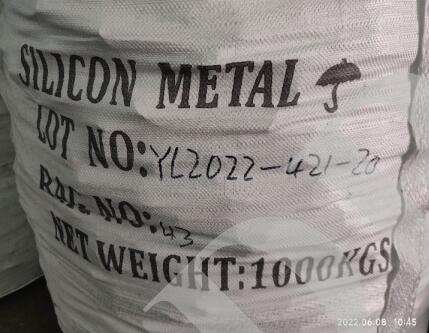 SILICON METAL
LOT NO:YL2022-421-20
BAG NO:43
NET WEIGHT:1000KGS
2022.06.08 10:45